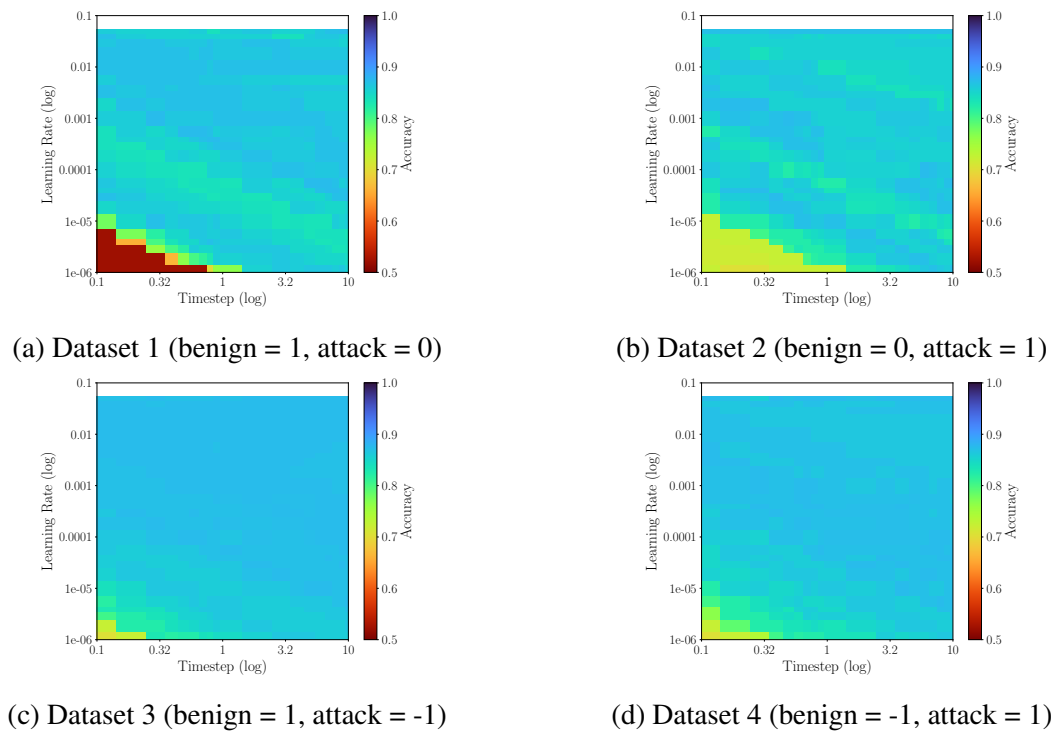 0.1
0.01
0.001
0.0001
1e-05
1e-06
Learning Rate (log)
0.1 0.32 1 3.2 10
Timestep (log)
1.0
0.9
0.8
0.7
0.6
0.5
Accuracy
(a) Dataset 1 (benign = 1, attack = 0)
0.1
0.01
0.001
0.0001
1e-05
1e-06
Learning Rate (log)
0.1 0.32 1 3.2 10
Timestep (log)
1.0
0.9
0.8
0.7
0.6
0.5
Accuracy
(b) Dataset 2 (benign = 0, attack = 1)
0.1
0.01
0.001
0.0001
1e-05
1e-06
Learning Rate (log)
0.1 0.32 1 3.2 10
Timestep (log)
1.0
0.9
0.8
0.7
0.6
0.5
Accuracy
(c) Dataset 3 (benign = 1, attack = -1)
0.1
0.01
0.001
0.0001
1e-05
1e-06
Learning Rate (log)
0.1 0.32 1 3.2 10
Timestep (log)
1.0
0.9
0.8
0.7
0.6
0.5
Accuracy
(d) Dataset 4 (benign = -1, attack = 1)